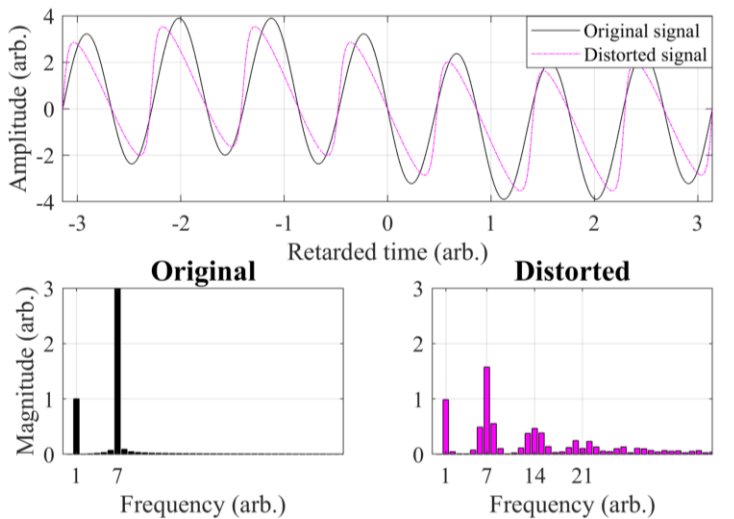 Original signal
Distorted signal
4
2
0
-2
-4
Amplitude (arb.)
-3 -2 -1 0 1 2 3
Retarded time (arb.)
Original
3
2
1
0
Magnitude (arb.)
1 7
Frequency (arb.)
Distorted
3
2
1
0
1 7 14 21
Frequency (arb.)